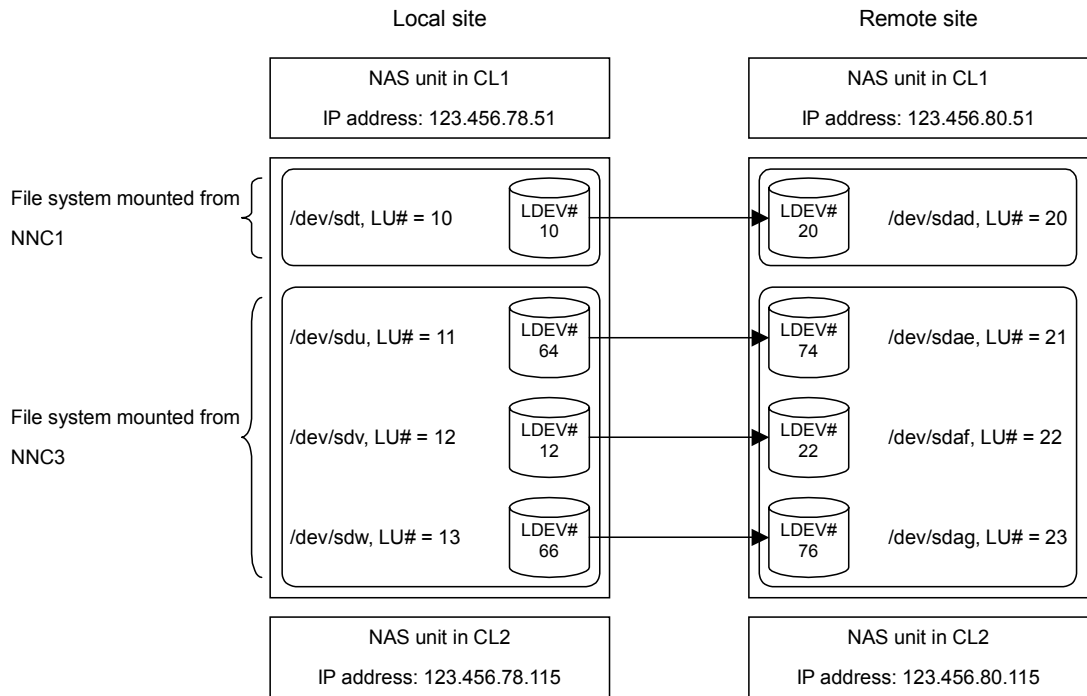 Local site
Remote site
NAS unit in CL1
IP address: 123.456.78.51
NAS unit in CL1
IP address: 123.456.80.51
File system mounted from
NNC1
/dev/sdt, LU# = 10
LDEV#
10
LDEV#
20
/dev/sdad, LU# = 20
File system mounted from
NNC3
/dev/sdu, LU# = 11
LDEV#
64
LDEV#
74
/dev/sdae, LU# = 21
/dev/sdv, LU# = 12
LDEV#
12
LDEV#
22
/dev/sdaf, LU# = 22
/dev/sdw, LU# = 13
LDEV#
66
LDEV#
76
/dev/sdag, LU# = 23
NAS unit in CL2
IP address: 123.456.78.115
NAS unit in CL2
IP address: 123.456.80.115